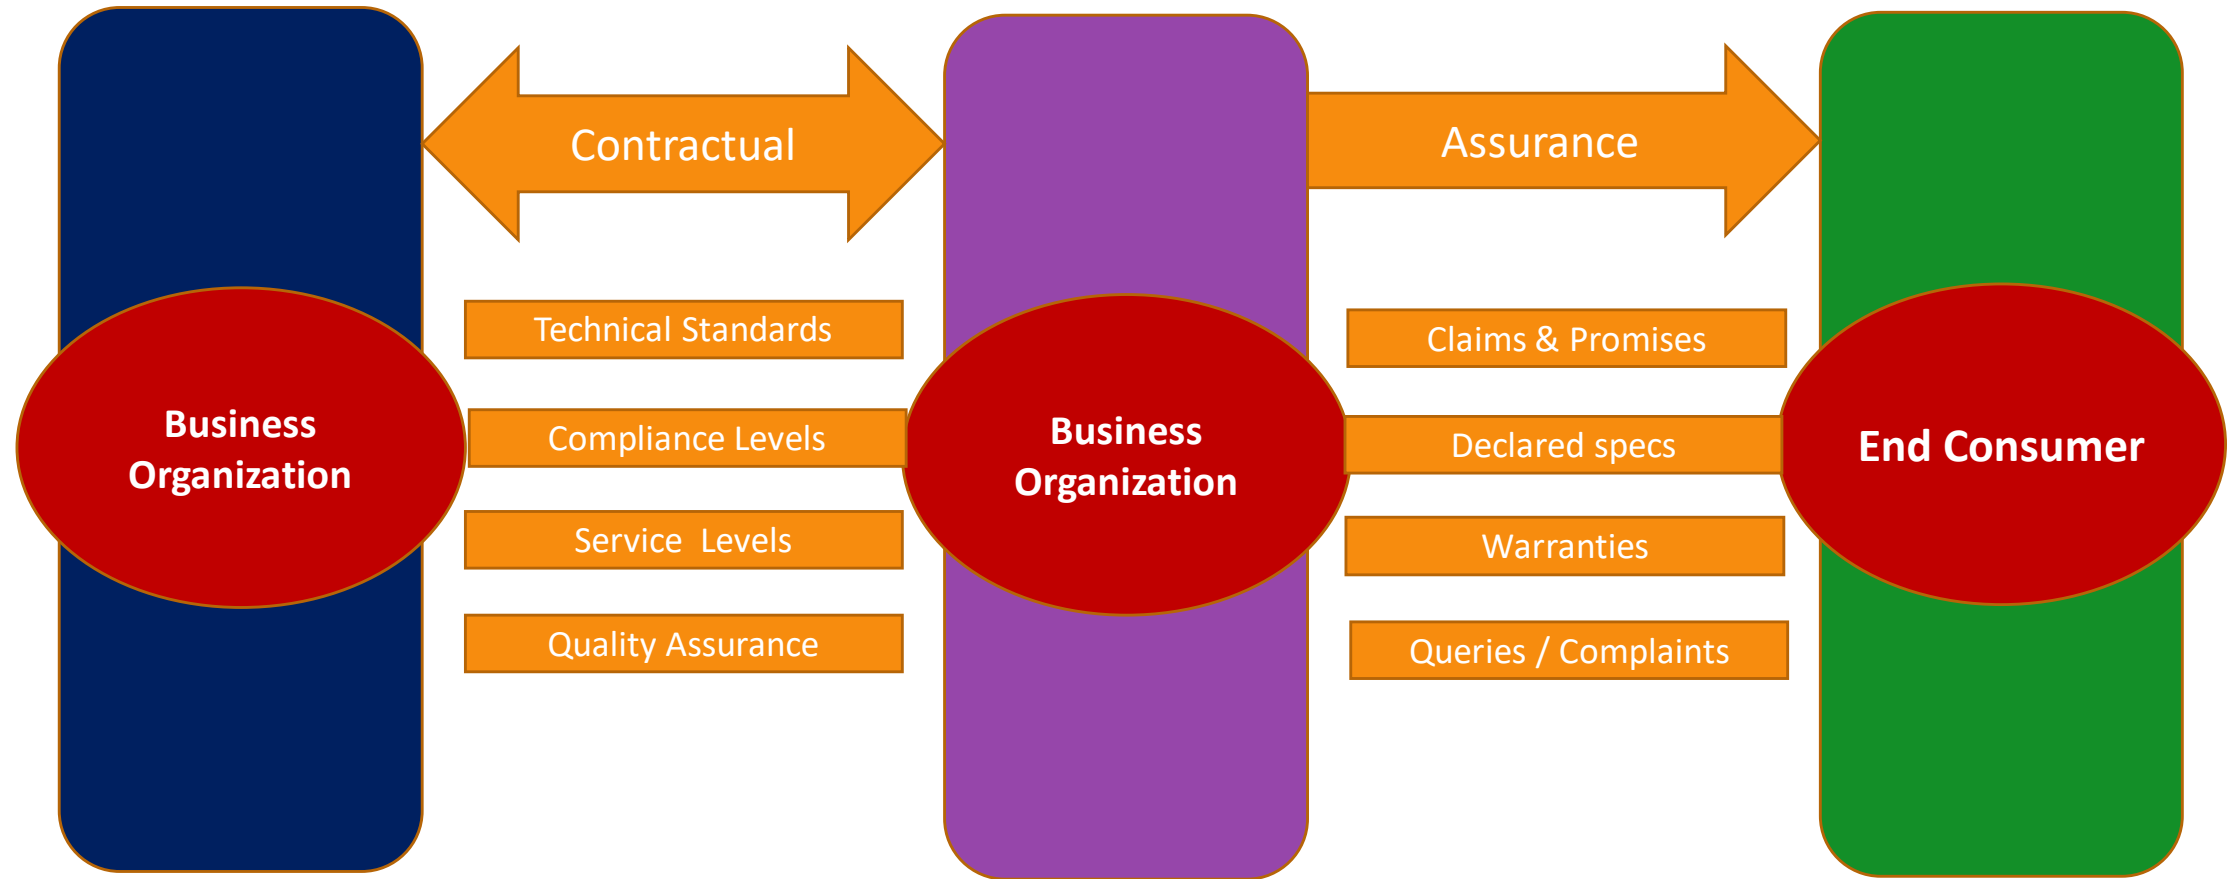 Contractual
Assurance
Technical Standards
Compliance Levels
Service  Levels
Quality Assurance
Claims & Promises
Declared specs
Warranties
Queries / Complaints
Business
Organization
Business
Organization
End Consumer